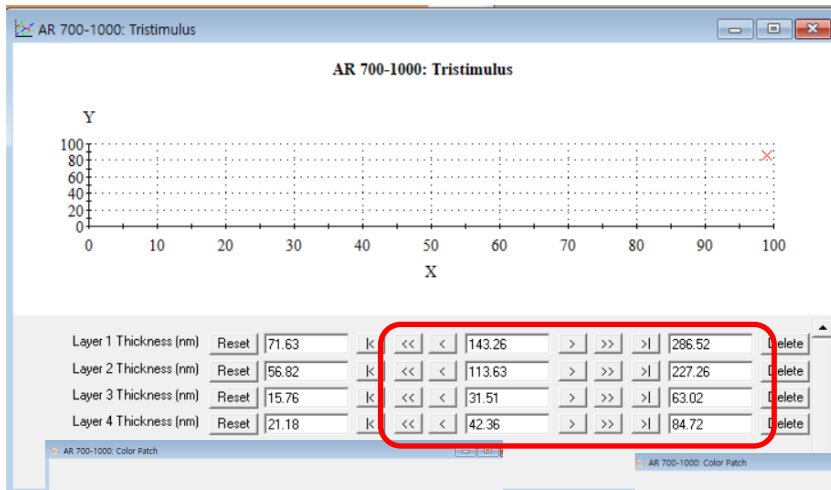 AR 700-1000: Tristimulus
AR 700-1000: Tristimulus
Y
100
80
60
40
20
0
0 10 20 30 40 50 60 70 80 90 100
X
Layer 1 Thickness (nm) Reset 71.63 |< << < 143.26 > >> >| 286.52 Delete
Layer 2 Thickness (nm) Reset 56.82 |< << < 113.63 > >> >| 227.26 Delete
Layer 3 Thickness (nm) Reset 15.76 |< << < 31.51 > >> >| 63.02 Delete
Layer 4 Thickness (nm) Reset 21.18 |< << < 42.36 > >> >| 84.72 Delete
AR 700-1000: Color Patch
AR 700-1000: Color Patch